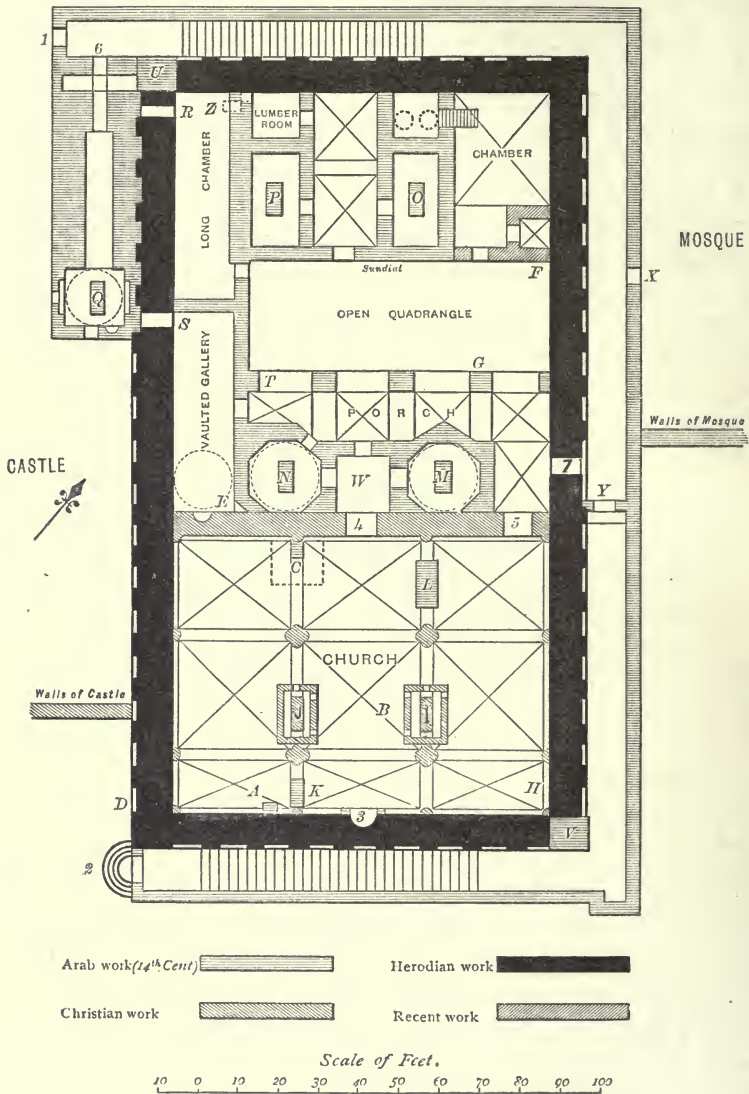 1
6
U
R
Z
LUMBER
ROOM
CHAMBER
LONG CHAMBER
P
O
MOSQUE
Q
Sundial
F
X
S
OPEN QUADRANGLE
VAULTED GALLERY
T
G
PORCH
Walls of Mosque
CASTLE
N
W
M
7
E
Y
4
5
C
L
CHURCH
Walls of Castle
J
B
I
D
A
K
H
3
V
2
Arab work (14th Cent)
Herodian work
Christian work
Recent work
Scale of Feet.
10 0 10 20 30 40 50 60 70 80 90 100